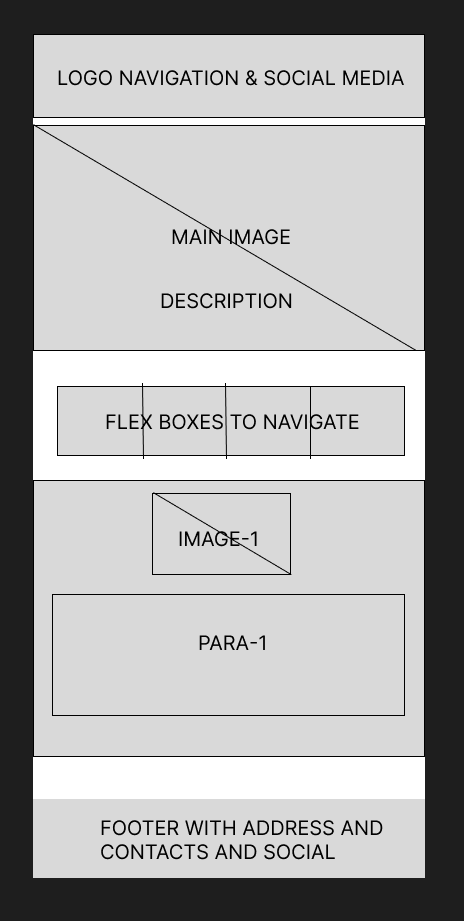 LOGO NAVIGATION & SOCIAL MEDIA
MAIN IMAGE
DESCRIPTION
FLEX BOXES TO NAVIGATE
IMAGE-1
PARA-1
FOOTER WITH ADDRESS AND
CONTACTS AND SOCIAL